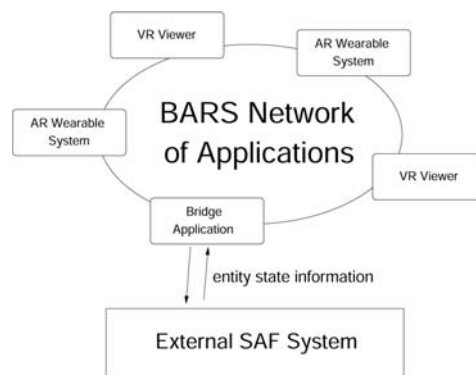 VR Viewer
AR Wearable
System
BARS Network
of Applications
AR Wearable
System
VR Viewer
Bridge
Application
entity state information
External SAF System